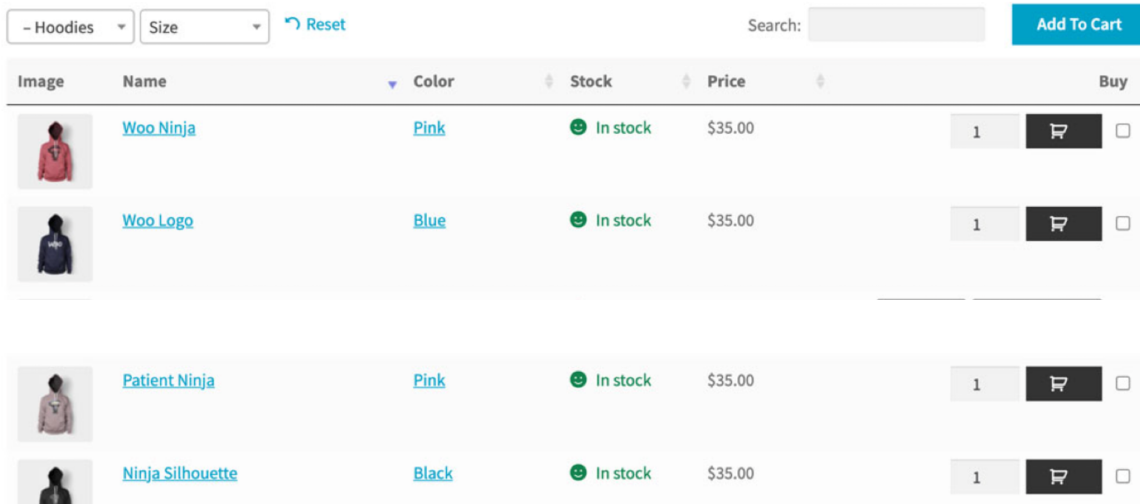 – Hoodies Size Reset Search: Add To Cart
Image Name Color Stock Price Buy
Woo Ninja Pink In stock $35.00 1
Woo Logo Blue In stock $35.00 1
woo
Patient Ninja Pink In stock $35.00 1
Ninja Silhouette Black In stock $35.00 1